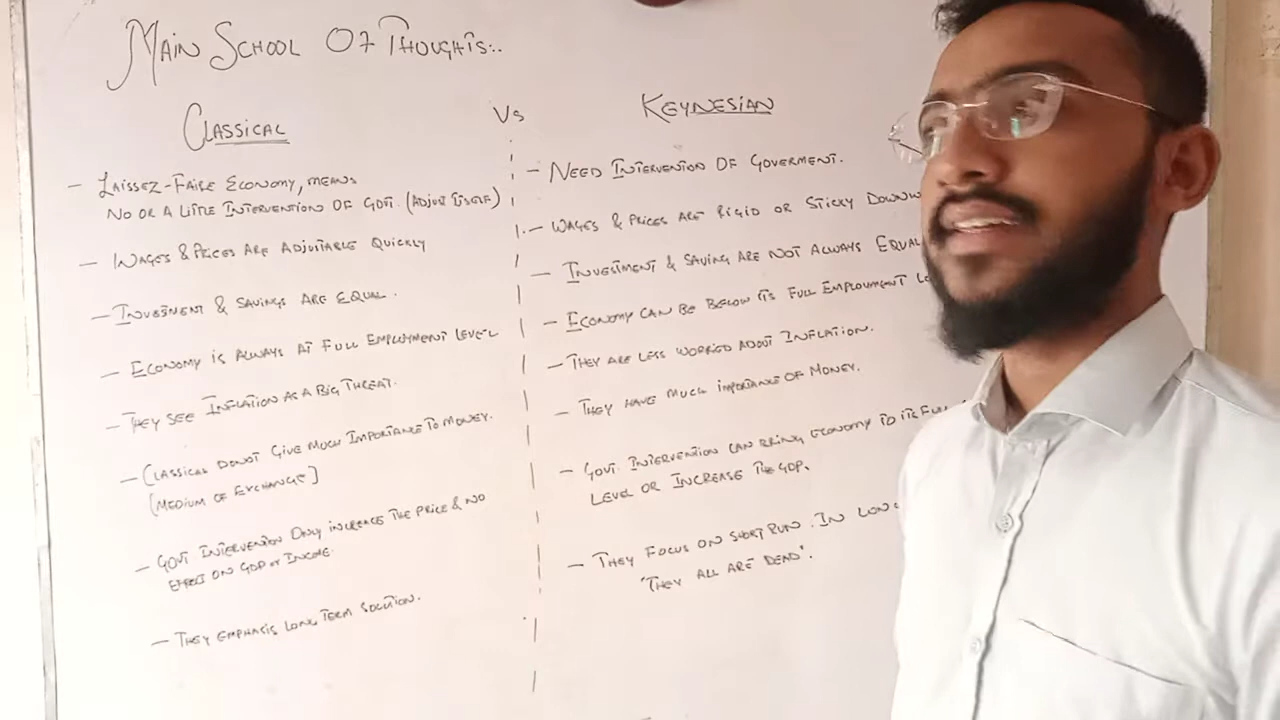 MAIN SCHOOL OF THOUGHTS...
CLASSICAL
- LAISSEZ-FAIRE ECONOMY, MEANS
NO OR A LITTLE INTERVENTION OF GOVT. (ADJUST ITSELF)
- WAGES & PRICES ARE ADJUSTABLE QUICKLY
- INVESTMENT & SAVINGS ARE EQUAL.
- ECONOMY IS ALWAYS AT FULL EMPLOYMENT LEVEL
- THEY SEE INFLATION AS A BIG THREAT.
- CLASSICAL DONOT GIVE MUCH IMPORTANCE TO MONEY.
[MEDIUM OF EXCHANGE]
- GOVT INTERVENTION ONLY INCREASE THE PRICE & NO
EFFECT ON GDP or INCOME.
- THEY EMPHASIS LONG TERM SOLUTION.
Vs
KEYNESIAN
- NEED INTERVENTION OF GOVERMENT.
- WAGES & PRICES ARE RIGID OR STICKY DOWNW
- INVESTMENT & SAVING ARE NOT ALWAYS EQUAL
- ECONOMY CAN BE BELOW ITS FULL EMPLOYMENT
- THEY ARE LESS WORRIED ABOUT INFLATION.
- THEY HAVE MUCH IMPORTANCE OF MONEY.
- GOVT. INTERVENTION CAN BRING ECONOMY TO ITS FULL
LEVEL OR INCREASE THE GDP.
- THEY FOCUS ON SHORT RUN. IN LONG
"THEY ALL ARE DEAD".